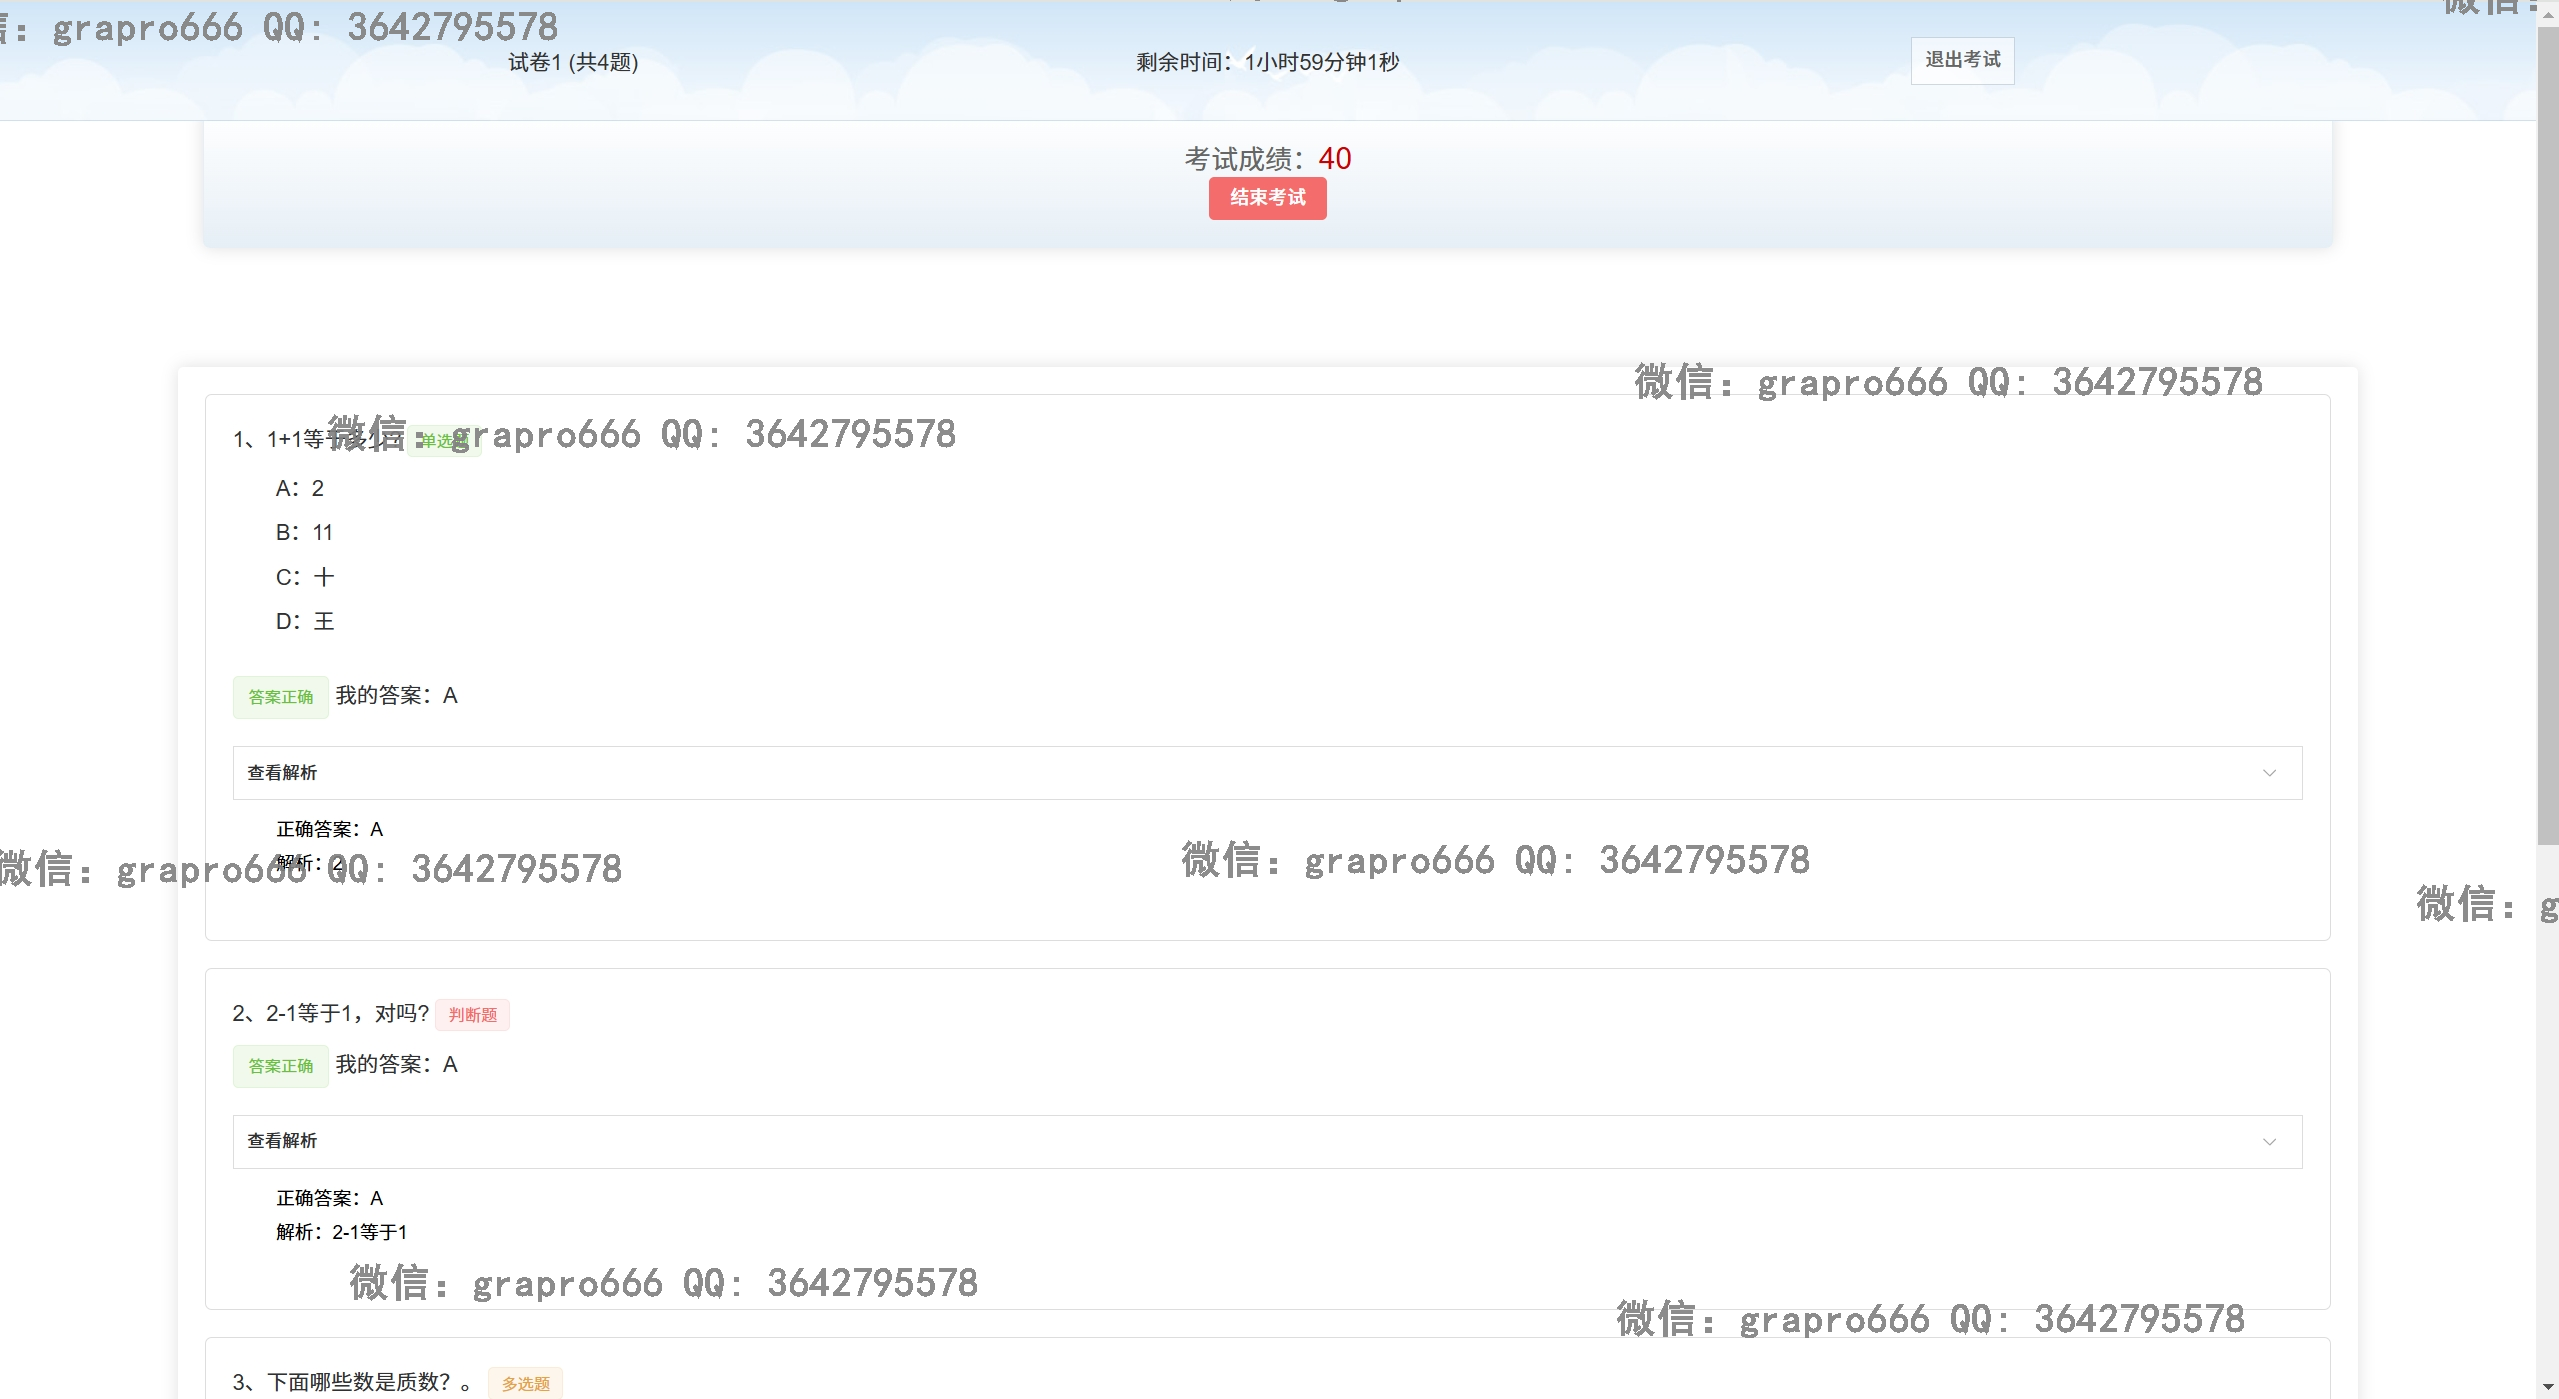 微信: grapro666 QQ: 3642795578
试卷1 (共4题)
剩余时间：1小时59分钟1秒
退出考试
考试成绩：40
结束考试
微信: grapro666 QQ: 3642795578
1、1+1等于多少? 单选题
微信: grapro666 QQ: 3642795578
A：2
B：11
C：十
D：王
答案正确 我的答案：A
查看解析
正确答案：A
解析：2
微信: grapro666 QQ: 3642795578
微信: grapro666 QQ: 3642795578
微信: g
2、2-1等于1，对吗? 判断题
答案正确 我的答案：A
查看解析
正确答案：A
解析：2-1等于1
微信: grapro666 QQ: 3642795578
微信: grapro666 QQ: 3642795578
3、下面哪些数是质数？。 多选题